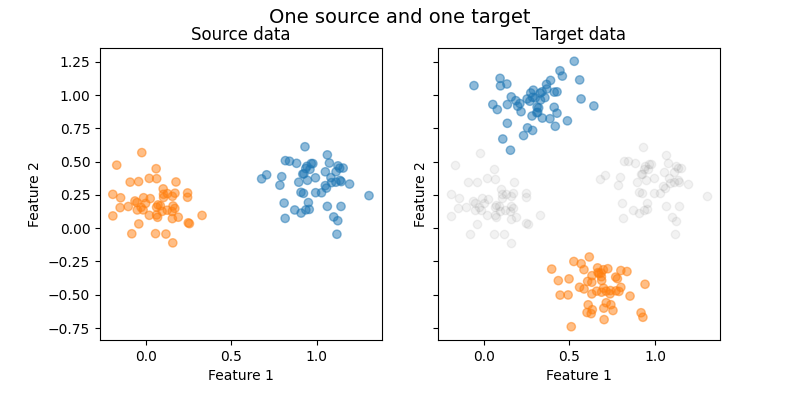 One source and one target
Source data
Target data
1.25
1.00
0.75
0.50
0.25
0.00
−0.25
−0.50
−0.75
Feature 2
Feature 2
0.0 0.5 1.0
0.0 0.5 1.0
Feature 1
Feature 1